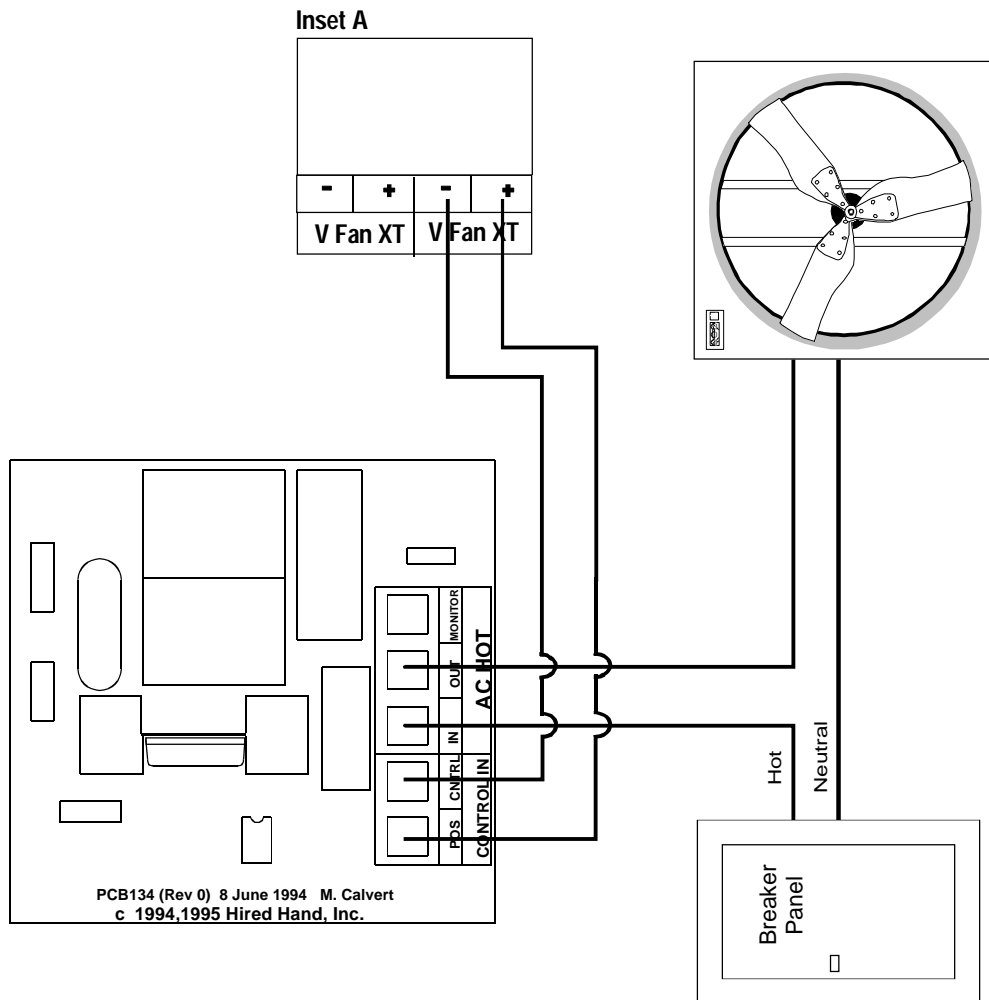 Inset A
- + - +
V Fan XT V Fan XT
MONITOR
OUT
IN
AC HOT
CNTRL
POS
CONTROL IN
Hot
Neutral
Breaker
Panel
PCB134 (Rev 0) 8 June 1994 M. Calvert
c 1994,1995 Hired Hand, Inc.